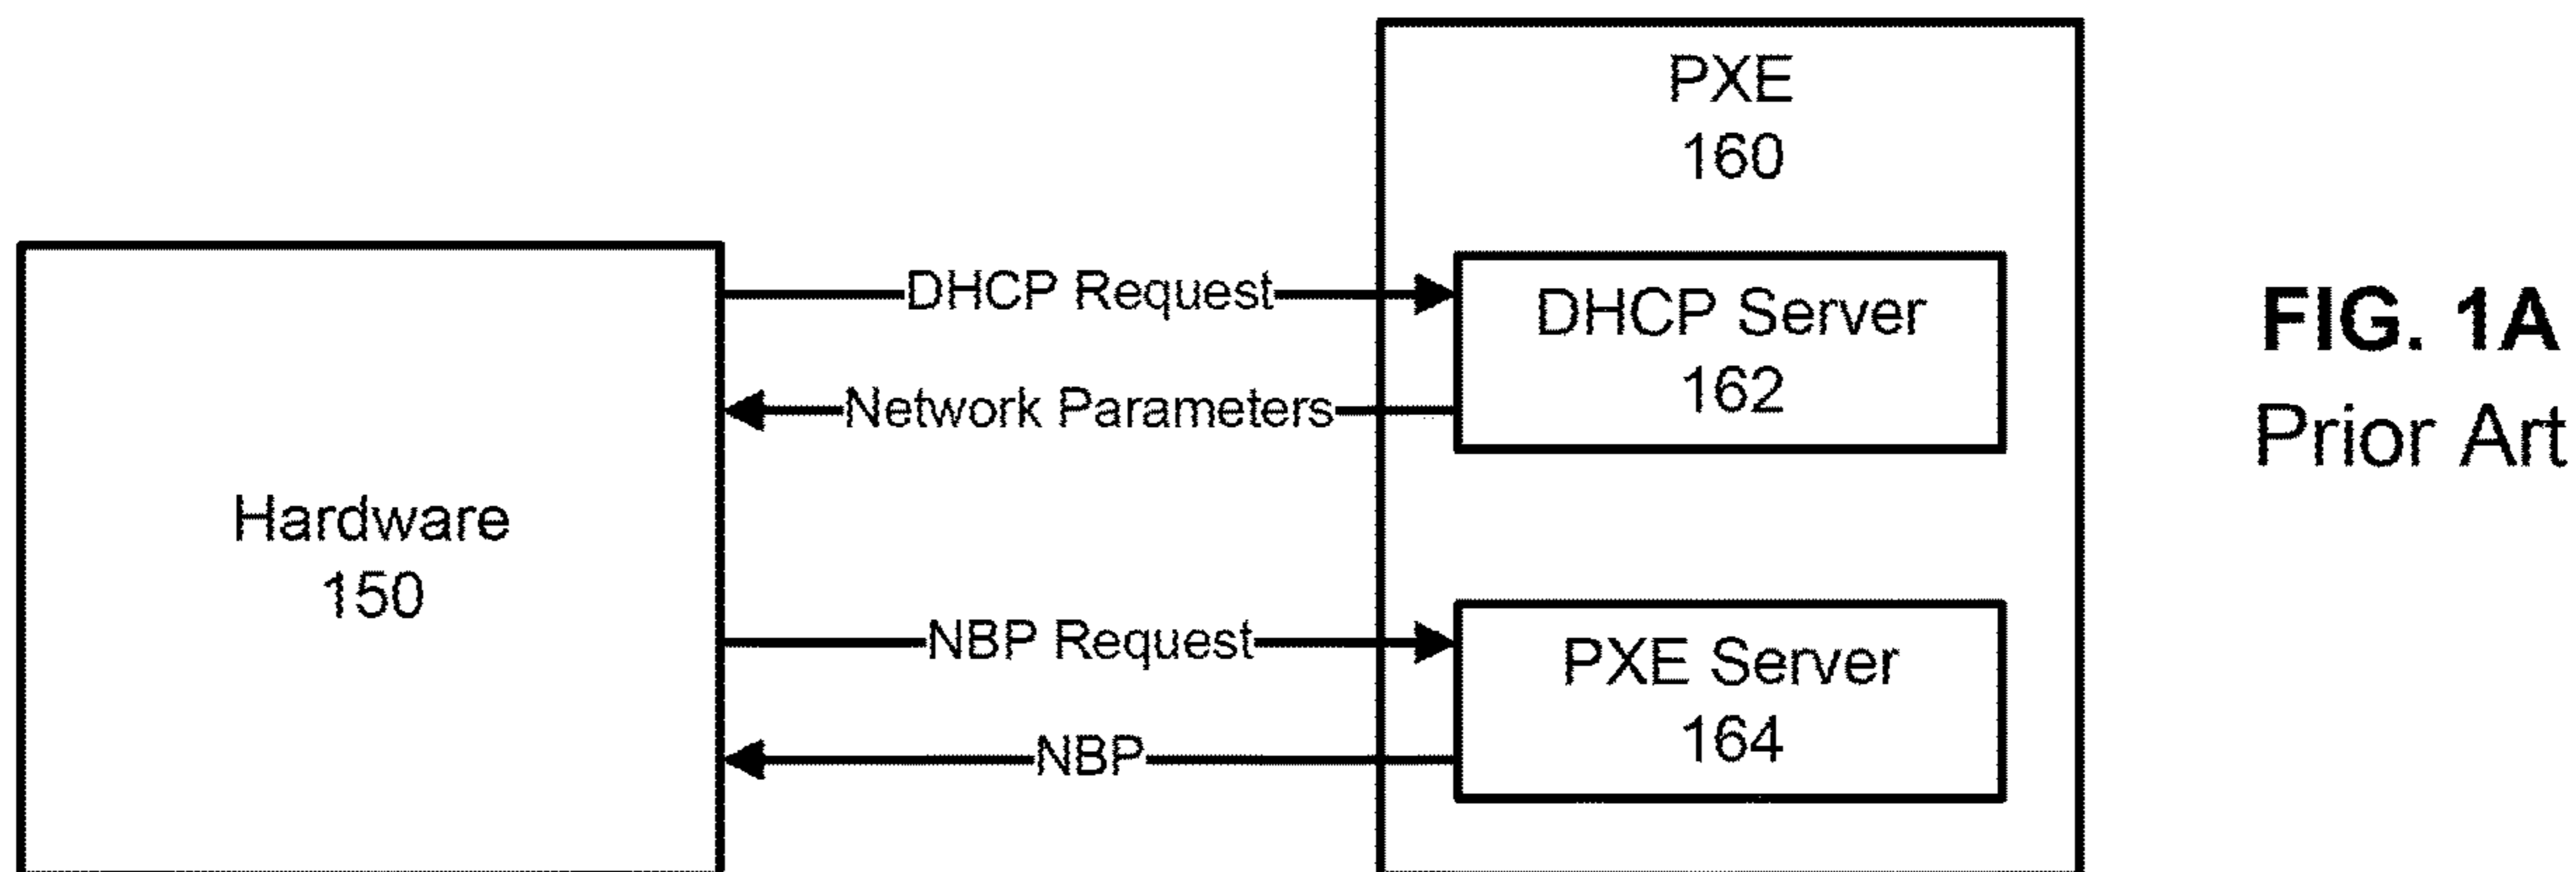 PXE
160
DHCP Request
DHCP Server
162
Network Parameters
Hardware
150
NBP Request
PXE Server
164
NBP
FIG. 1A
Prior Art